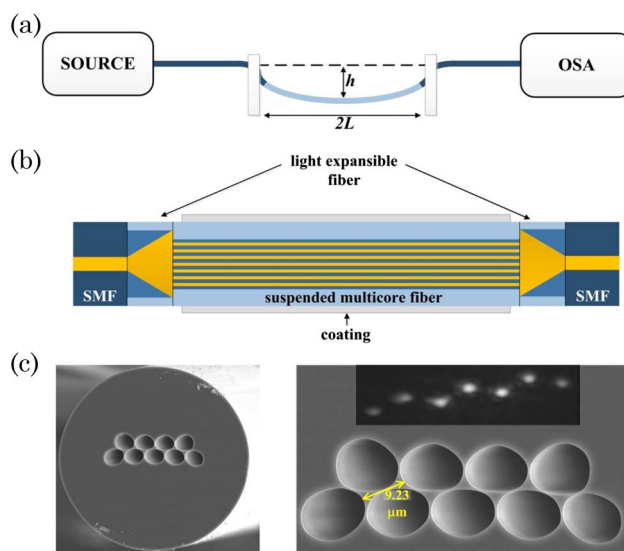 (a)
SOURCE
h
2L
OSA
(b)
light expansible
fiber
SMF
suspended multicore fiber
SMF
coating
(c)
9.23
μm